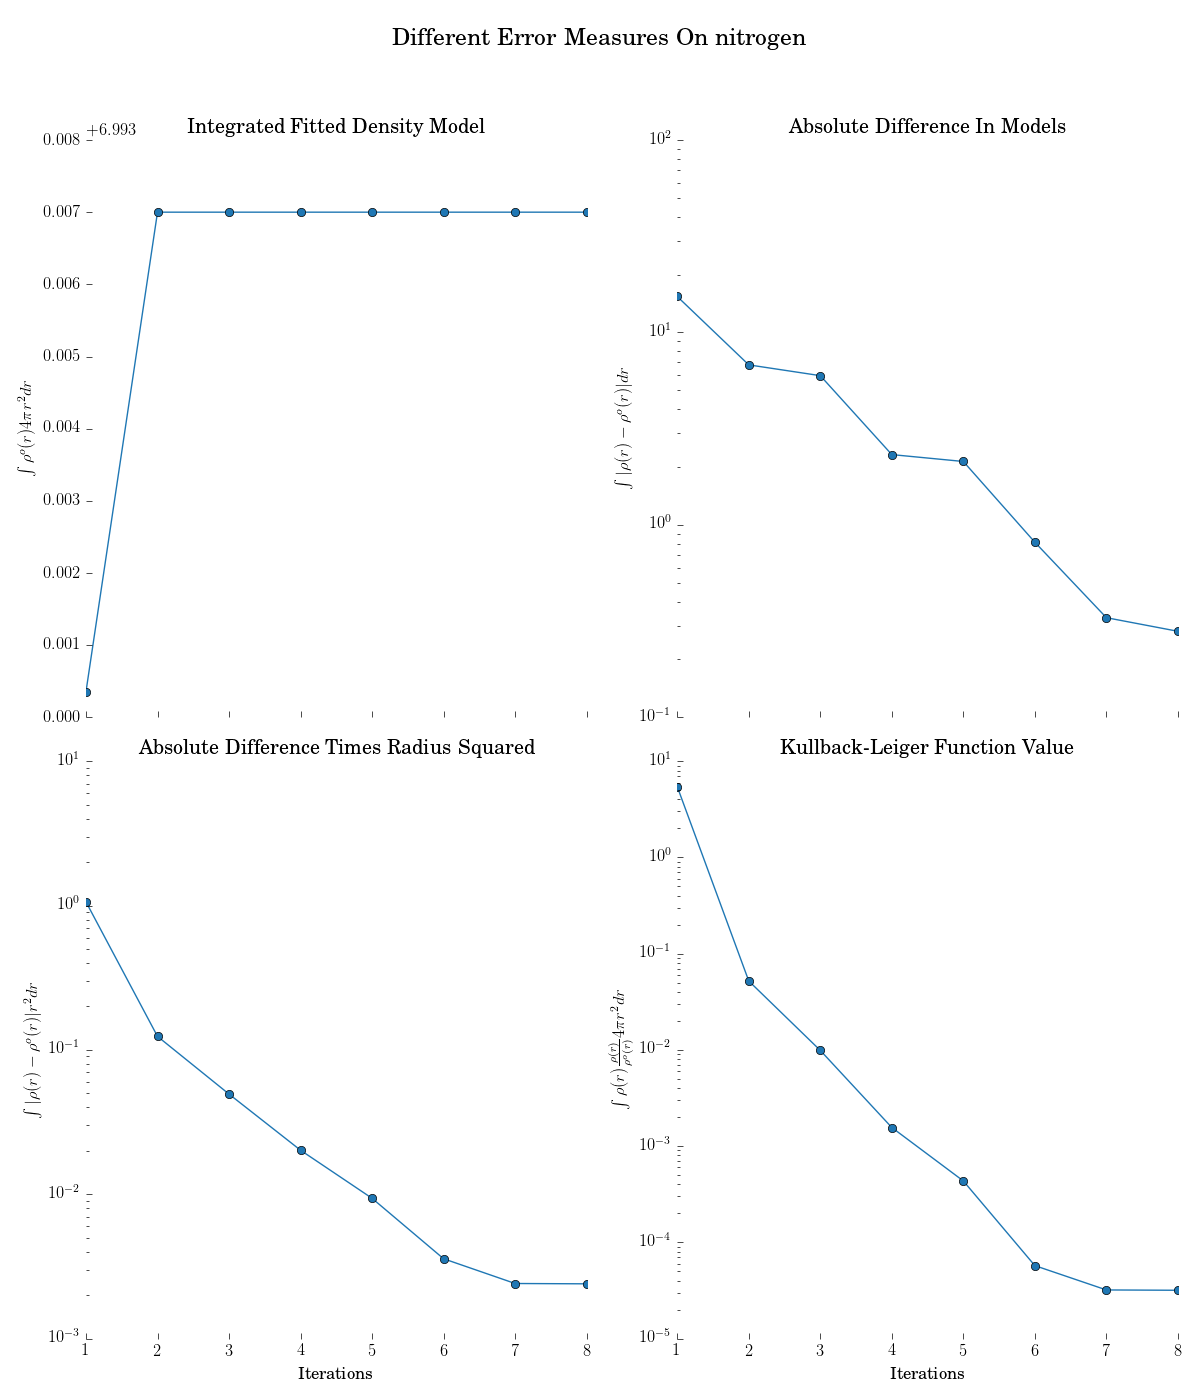 Different Error Measures On nitrogen
Integrated Fitted Density Model
+6.993
0.008
0.007
0.006
0.005
0.004
0.003
0.002
0.001
0.000
∫ ρ^o(r)4πr^2dr
Absolute Difference In Models
10^2
10^1
10^0
10^−1
∫ |ρ(r) − ρ^o(r)|dr
Absolute Difference Times Radius Squared
10^1
10^0
10^−1
10^−2
10^−3
∫ |ρ(r) − ρ^o(r)|r^2dr
1 2 3 4 5 6 7 8
Iterations
Kullback-Leiger Function Value
10^1
10^0
10^−1
10^−2
10^−3
10^−4
10^−5
∫ ρ(r) ρ(r)/ρ^o(r) 4πr^2dr
1 2 3 4 5 6 7 8
Iterations